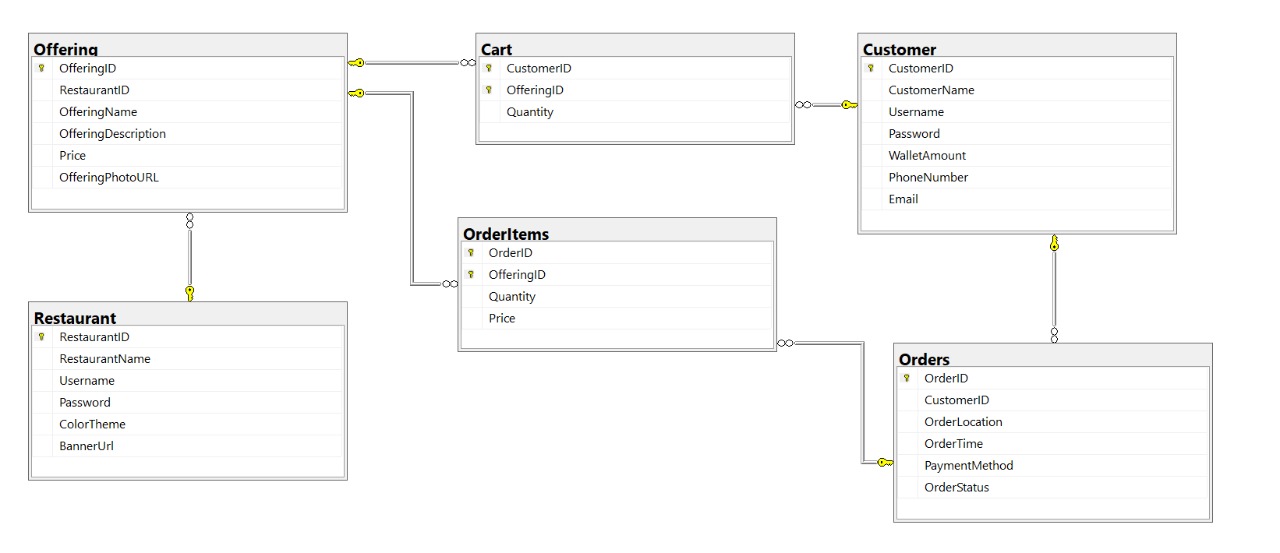 Offering
OfferingID
RestaurantID
OfferingName
OfferingDescription
Price
OfferingPhotoURL
Cart
CustomerID
OfferingID
Quantity
Customer
CustomerID
CustomerName
Username
Password
WalletAmount
PhoneNumber
Email
OrderItems
OrderID
OfferingID
Quantity
Price
Restaurant
RestaurantID
RestaurantName
Username
Password
ColorTheme
BannerUrl
Orders
OrderID
CustomerID
OrderLocation
OrderTime
PaymentMethod
OrderStatus